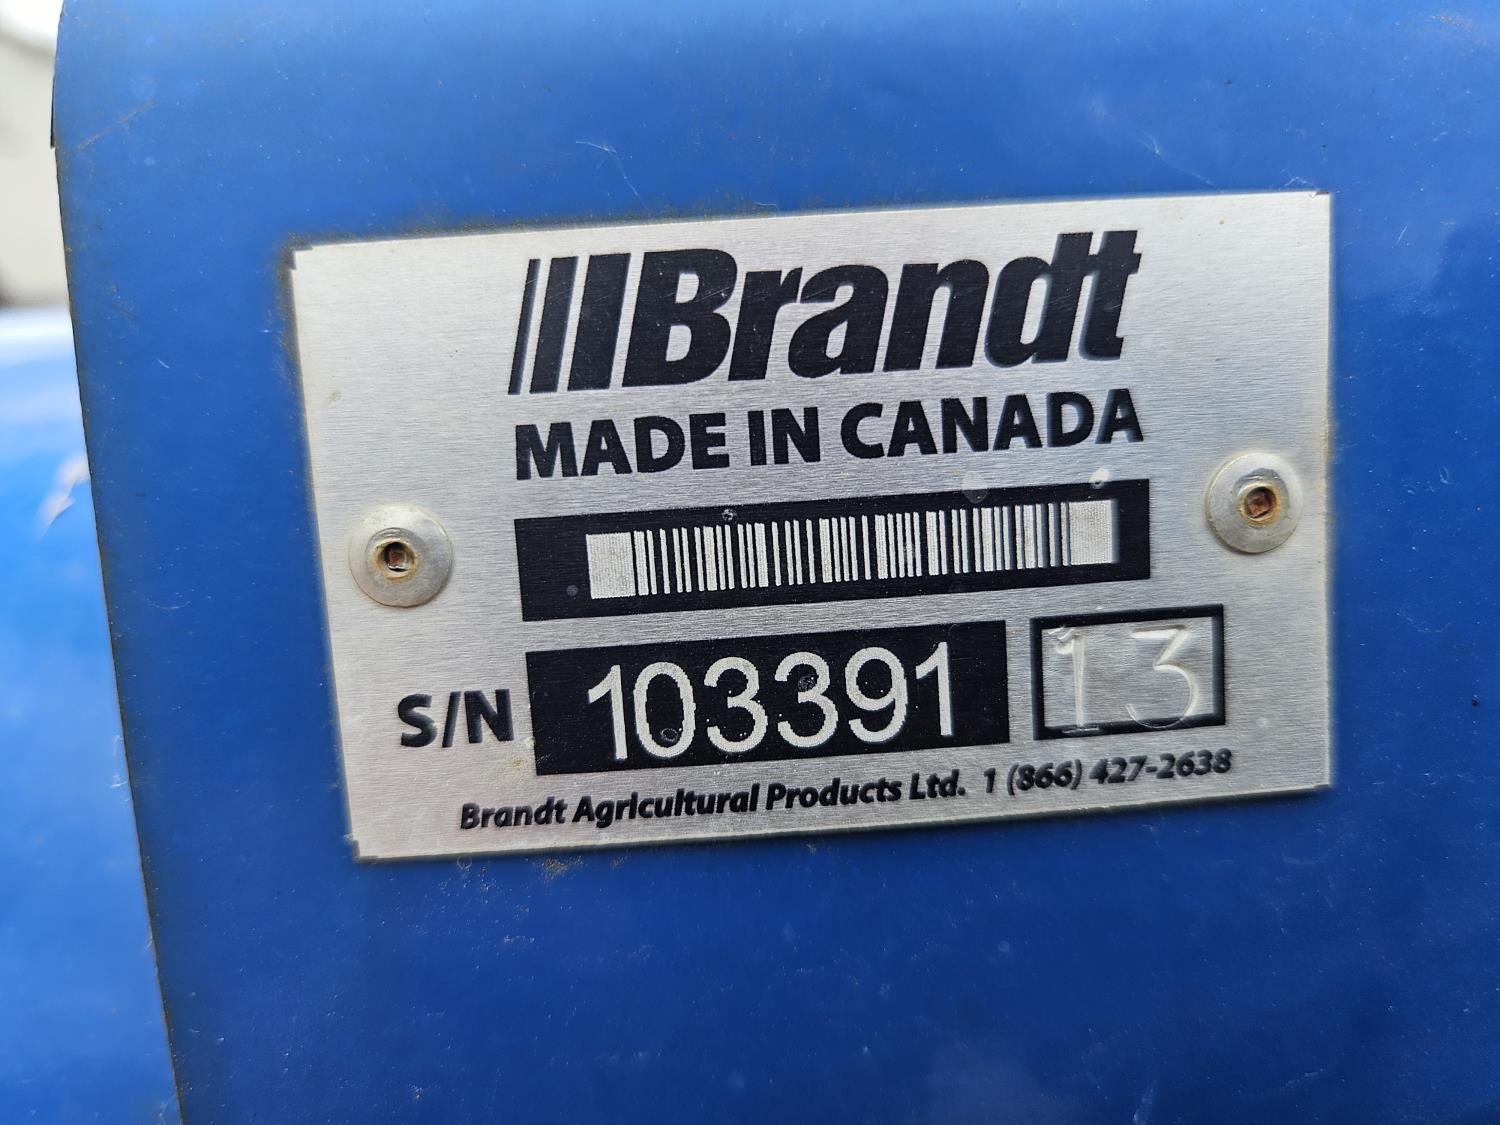 Brandt
MADE IN CANADA
S/N 103391 13
Brandt Agricultural Products Ltd. 1 (866) 427-2638